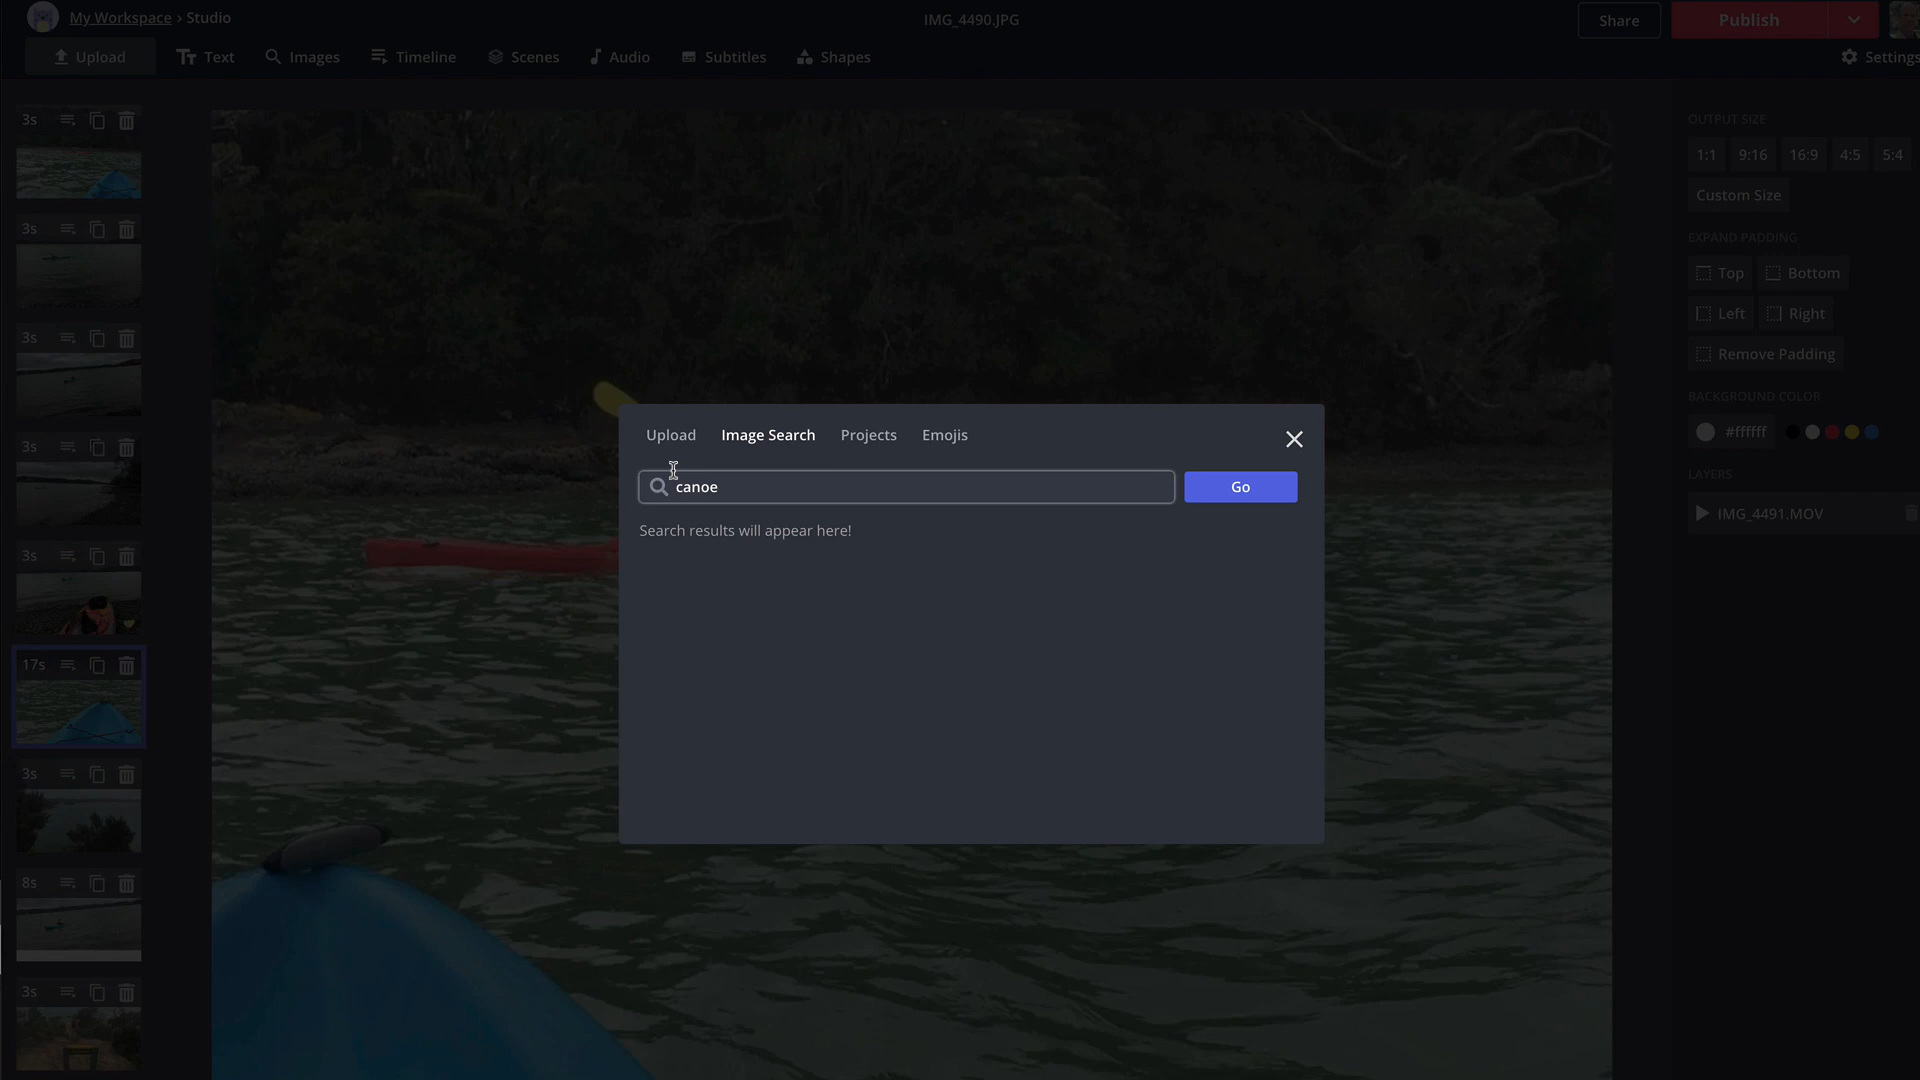 My Workspace › Studio
IMG_4490.JPG
Share
Publish
Upload
Text
Images
Timeline
Scenes
Audio
Subtitles
Shapes
Settings
3s
3s
3s
3s
3s
17s
3s
8s
3s
Upload
Image Search
Projects
Emojis
canoe
Go
Search results will appear here!
OUTPUT SIZE
1:1
9:16
16:9
4:5
5:4
Custom Size
EXPAND PADDING
Top
Bottom
Left
Right
Remove Padding
BACKGROUND COLOR
#ffffff
LAYERS
IMG_4491.MOV